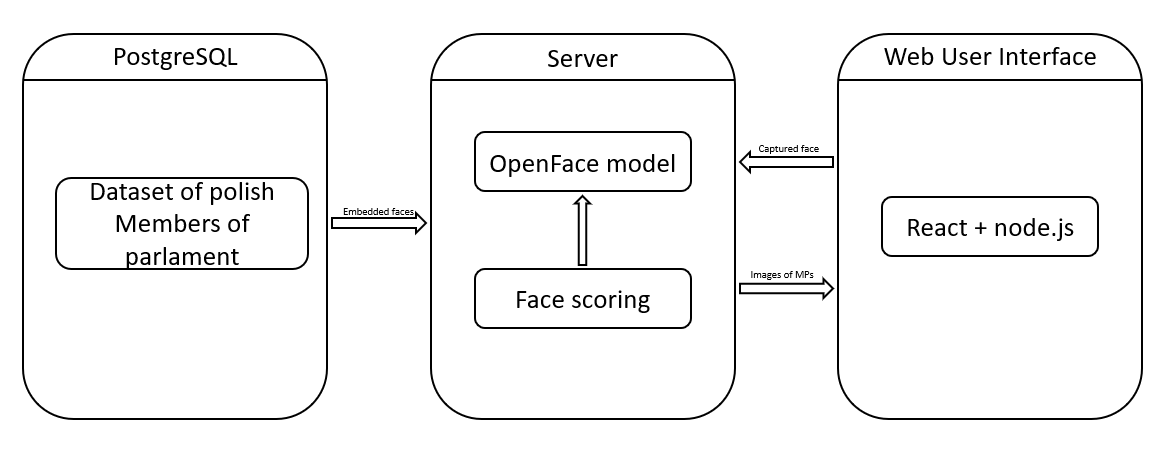 PostgreSQL
Server
Web User Interface
Dataset of polish
Members of
parlament
Embedded faces
OpenFace model
Face scoring
Captured face
Images of MPs
React + node.js